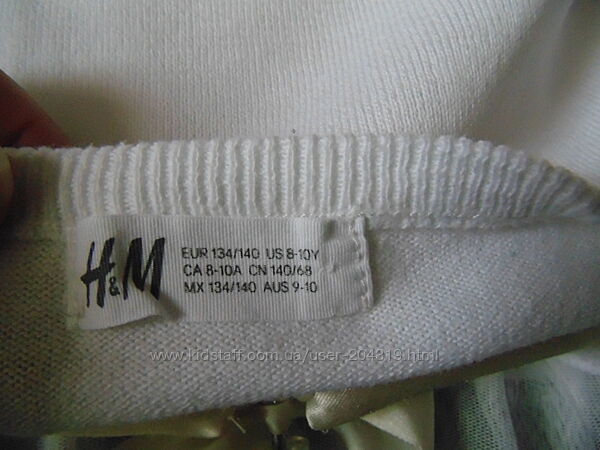 H&M
EUR 134/140 US 8-10Y
CA 8-10A CN 140/68
MX 134/140 AUS 9-10
www.kidstaff.com.ua/user-204819.html